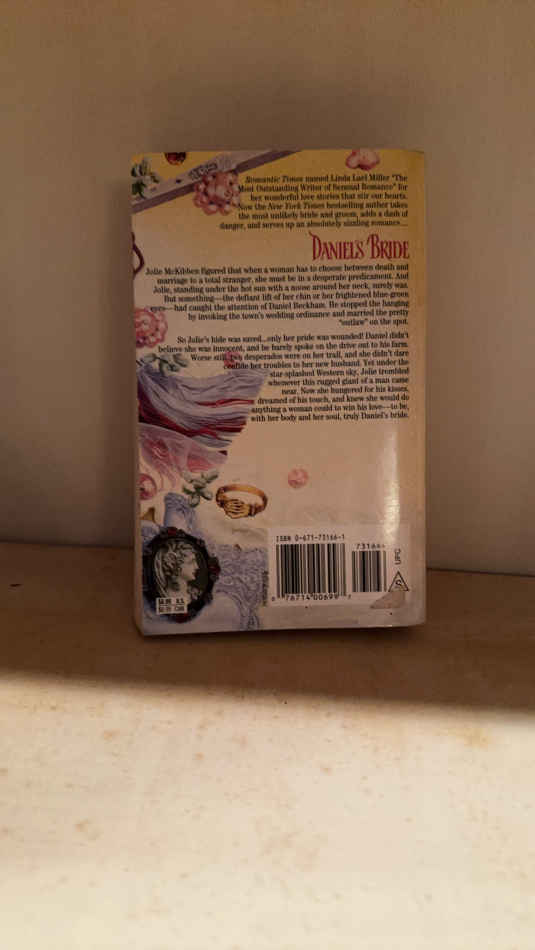 Romantic Times named Linda Lael Miller "The
Most Outstanding Writer of Sensual Romance" for
her wonderful love stories that stir our hearts.
Now the New York Times bestselling author takes
the most unlikely bride and groom, adds a dash of
danger, and serves up an absolutely sizzling romance....
DANIEL'S BRIDE
Jolie McKibben figured that when a woman has to choose between death and
marriage to a total stranger, she must be in a desperate predicament. And
Jolie, standing under the hot sun with a noose around her neck, surely was.
But something—the defiant lift of her chin or her frightened blue-green
eyes—had caught the attention of Daniel Beckham. He stopped the hanging
by invoking the town's wedding ordinance and married the pretty
"outlaw" on the spot.
So Jolie's hide was saved...only her pride was wounded! Daniel didn't
believe she was innocent, and he barely spoke on the drive out to his farm.
Worse still, two desperados were on her trail, and she didn't dare
confide her troubles to her new husband. Yet under the
star-splashed Western sky, Jolie trembled
whenever this rugged giant of a man came
near. Now she hungered for his kisses,
dreamed of his touch, and knew she would do
anything a woman could to win his love—to be,
with her body and her soul, truly Daniel's bride.
ISBN 0-671-73166-1
73166
UPC
S
0 76714 00699 7
U.S.
CAN.